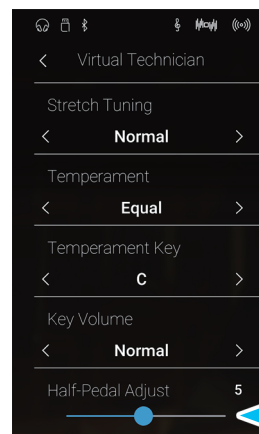 Virtual Technician
Stretch Tuning
Normal
Temperament
Equal
Temperament Key
C
Key Volume
Normal
Half-Pedal Adjust 5